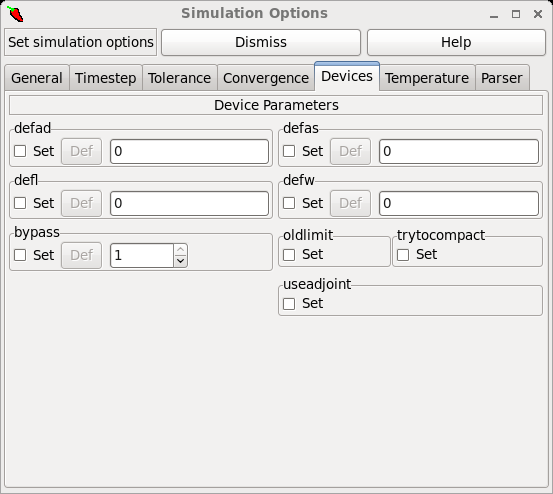 Simulation Options
Set simulation options Dismiss Help
General Timestep Tolerance Convergence Devices Temperature Parser
Device Parameters
defad defas
Set Def 0 Set Def 0
defl defw
Set Def 0 Set Def 0
bypass oldlimit trytocompact
Set Def 1 Set Set
useadjoint
Set